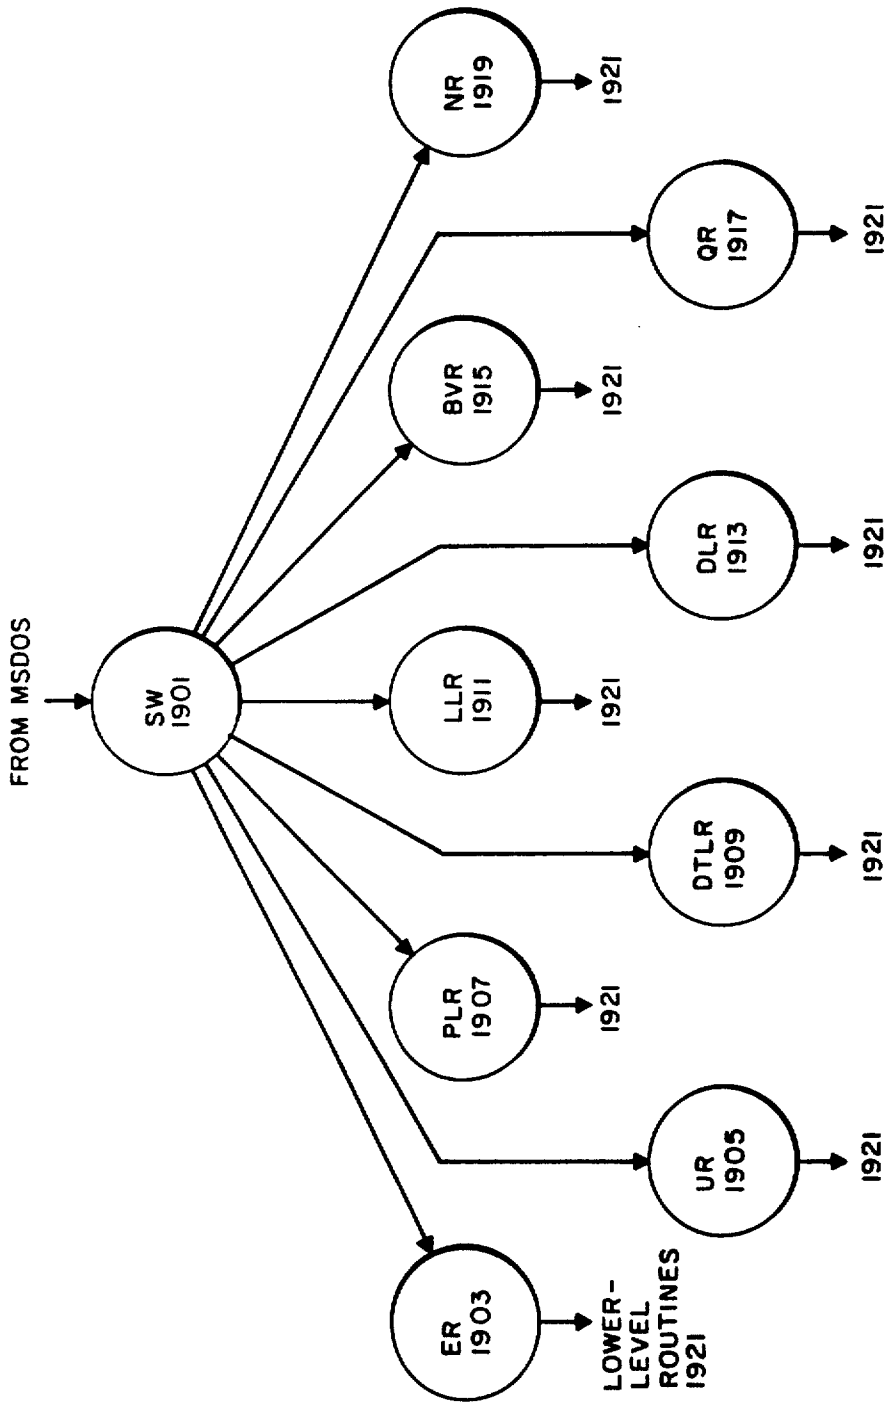 FROM MSDOS
SW
1901
ER
1903
LOWER-
LEVEL
ROUTINES
1921
UR
1905
1921
PLR
1907
1921
DTLR
1909
1921
LLR
1911
1921
DLR
1913
1921
BVR
1915
1921
QR
1917
1921
NR
1919
1921